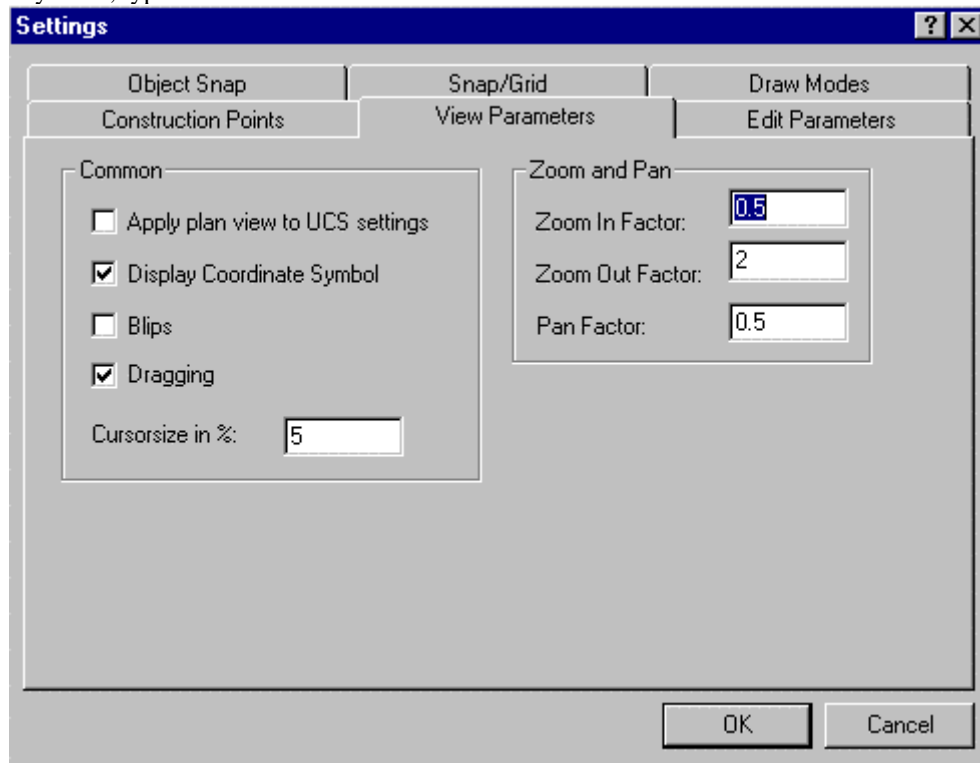 Settings
Object Snap
Snap/Grid
Draw Modes
Construction Points
View Parameters
Edit Parameters
Common
Apply plan view to UCS settings
Display Coordinate Symbol
Blips
Dragging
Cursorsize in %: 5
Zoom and Pan
Zoom In Factor: 0.5
Zoom Out Factor: 2
Pan Factor: 0.5
OK
Cancel